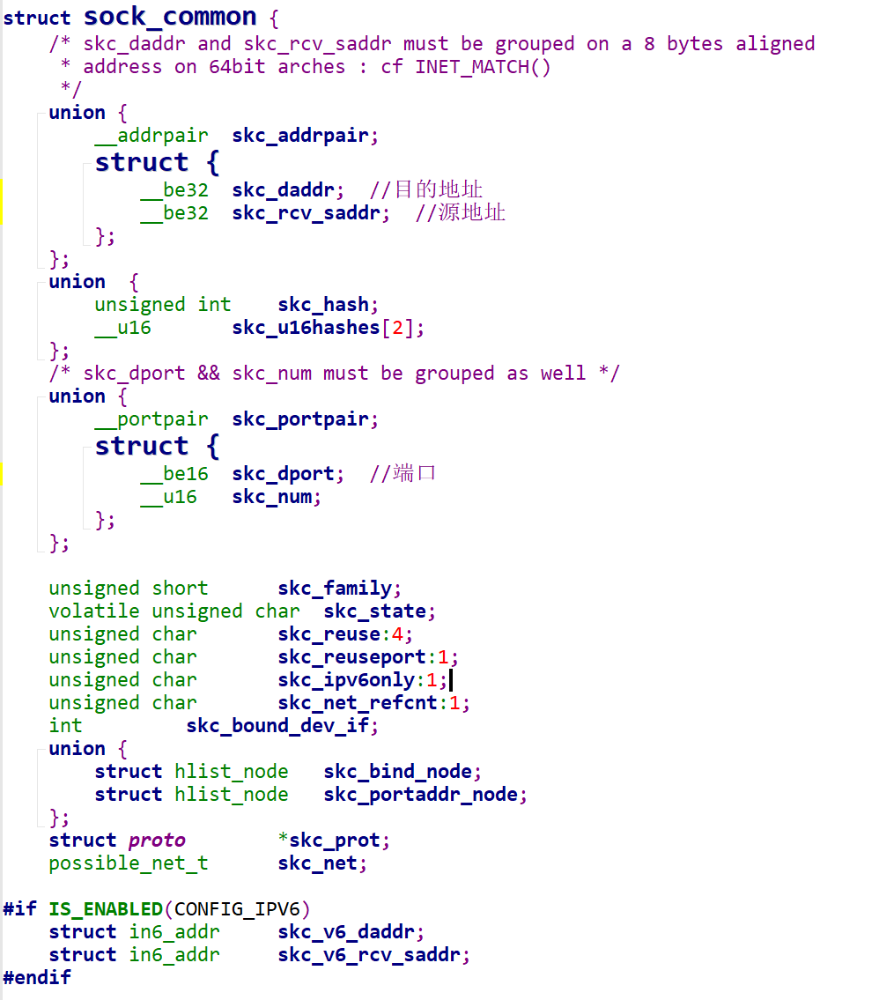 struct sock_common {
    /* skc_daddr and skc_rcv_saddr must be grouped on a 8 bytes aligned
     * address on 64bit arches : cf INET_MATCH()
     */
    union {
        __addrpair  skc_addrpair;
        struct {
            __be32  skc_daddr;  //目的地址
            __be32  skc_rcv_saddr;  //源地址
        };
    };
    union  {
        unsigned int    skc_hash;
        __u16       skc_u16hashes[2];
    };
    /* skc_dport && skc_num must be grouped as well */
    union {
        __portpair  skc_portpair;
        struct {
            __be16  skc_dport;  //端口
            __u16   skc_num;
        };
    };

    unsigned short      skc_family;
    volatile unsigned char  skc_state;
    unsigned char       skc_reuse:4;
    unsigned char       skc_reuseport:1;
    unsigned char       skc_ipv6only:1;
    unsigned char       skc_net_refcnt:1;
    int         skc_bound_dev_if;
    union {
        struct hlist_node   skc_bind_node;
        struct hlist_node   skc_portaddr_node;
    };
    struct proto        *skc_prot;
    possible_net_t      skc_net;

#if IS_ENABLED(CONFIG_IPV6)
    struct in6_addr     skc_v6_daddr;
    struct in6_addr     skc_v6_rcv_saddr;
#endif